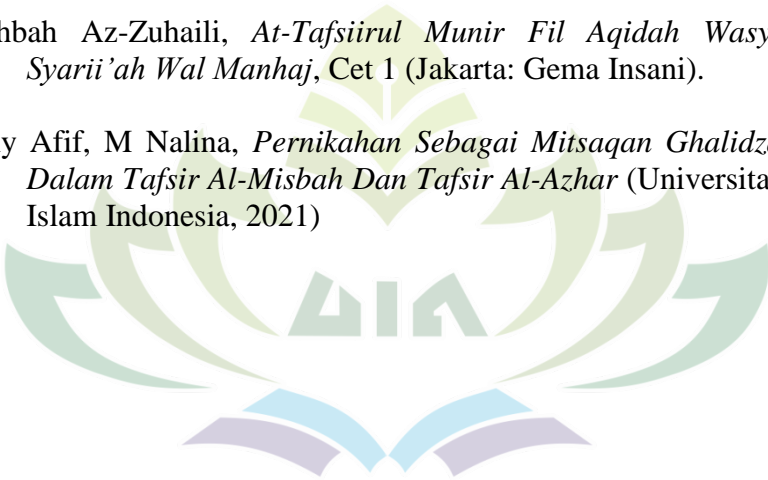 hbah Az-Zuhaili, At-Tafsiirul Munir Fil Aqidah Wasy
Syarii’ah Wal Manhaj, Cet 1 (Jakarta: Gema Insani).
y Afif, M Nalina, Pernikahan Sebagai Mitsaqan Ghalidz
Dalam Tafsir Al-Misbah Dan Tafsir Al-Azhar (Universita
Islam Indonesia, 2021)
UIN